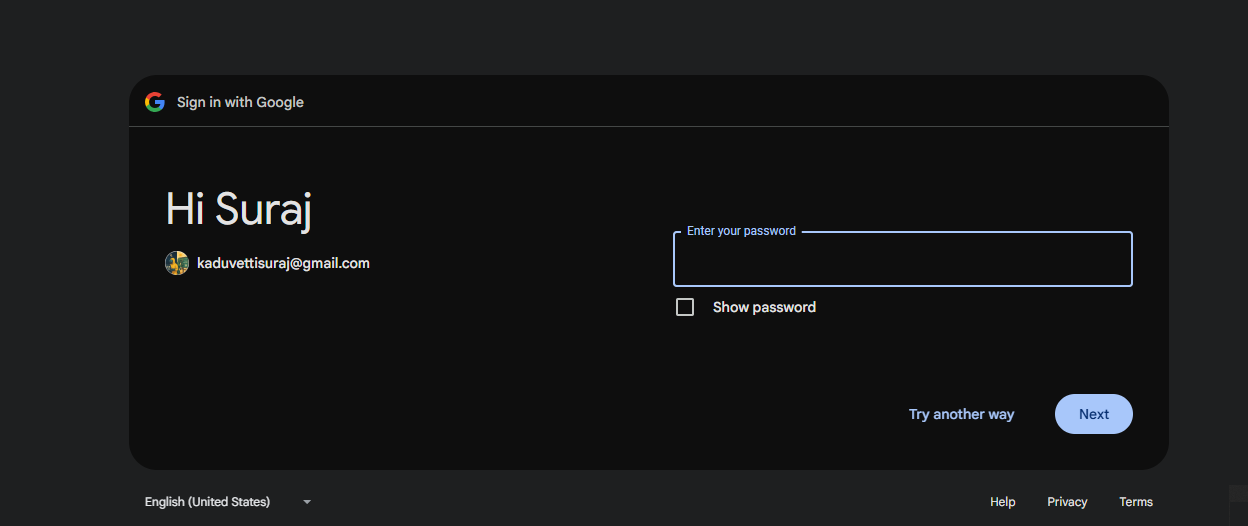 Sign in with Google
Hi Suraj
kaduvettisuraj@gmail.com
Enter your password
Show password
Try another way
Next
English (United States)
Help
Privacy
Terms